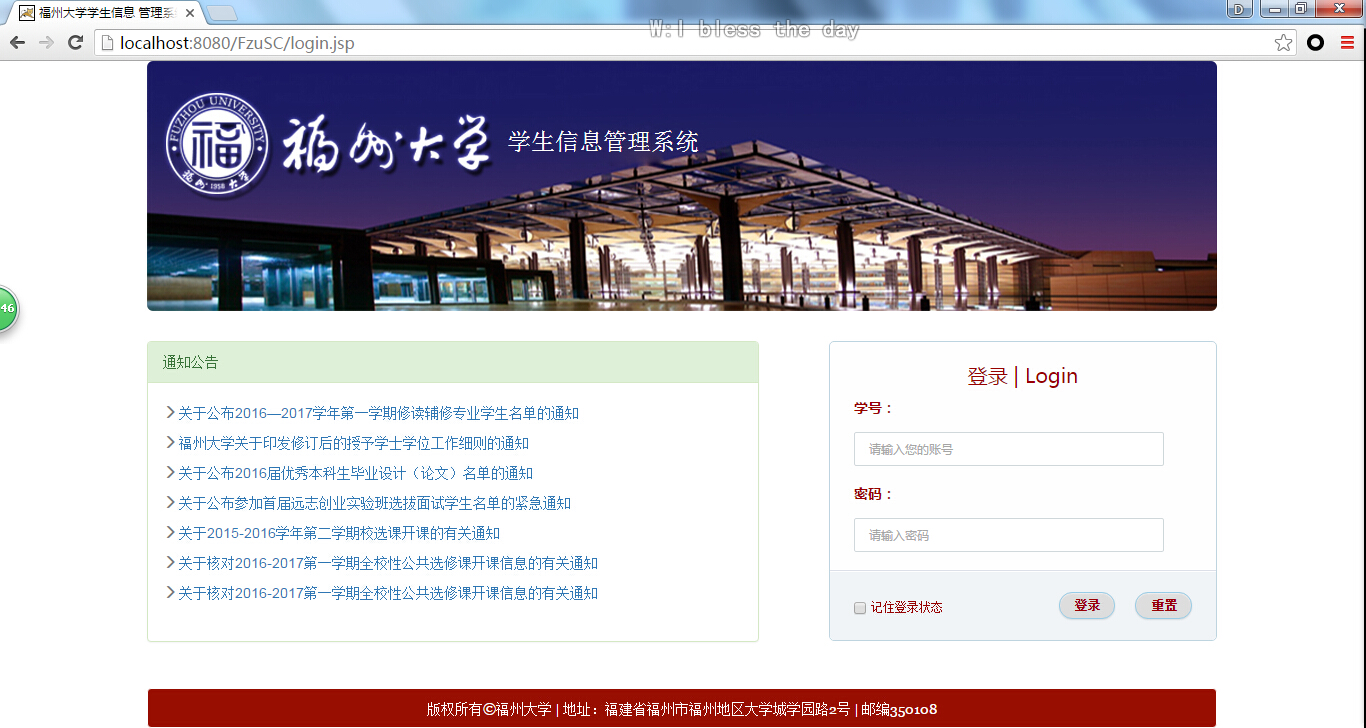 福州大学学生信息 管理系
D
W:I bless the day
localhost:8080/FzuSC/login.jsp
FUZHOU UNIVERSITY
福
福州大学
1958
福州大学 学生信息管理系统
46
通知公告
关于公布2016—2017学年第一学期修读辅修专业学生名单的通知
福州大学关于印发修订后的授予学士学位工作细则的通知
关于公布2016届优秀本科生毕业设计（论文）名单的通知
关于公布参加首届远志创业实验班选拔面试学生名单的紧急通知
关于2015-2016学年第二学期校选课开课的有关通知
关于核对2016-2017第一学期全校性公共选修课开课信息的有关通知
关于核对2016-2017第一学期全校性公共选修课开课信息的有关通知
登录 | Login
学号：
请输入您的账号
密码：
请输入密码
记住登录状态
登录
重置
版权所有©福州大学 | 地址：福建省福州市福州地区大学城学园路2号 | 邮编350108